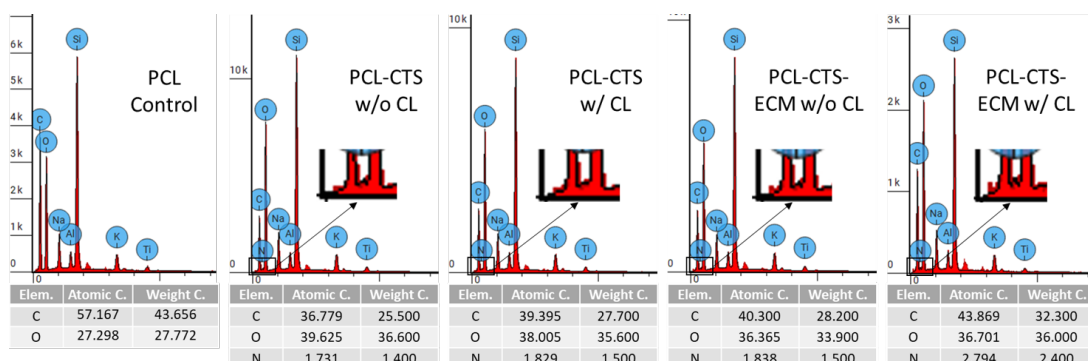 PCL
Control
6k
5k
4k
3k
2k
1k
0
C
O
Na
Al
Si
K
Ti
Elem. Atomic C. Weight C.
C 57.167 43.656
O 27.298 27.772
PCL-CTS
w/o CL
10k
0
C
N
O
Na
Al
Si
K
Ti
Elem. Atomic C. Weight C.
C 36.779 25.500
O 39.625 36.600
N 1.731 1.400
PCL-CTS
w/ CL
10k
0
C
N
O
Na
Al
Si
K
Ti
Elem. Atomic C. Weight C.
C 39.395 27.700
O 38.005 35.600
N 1.829 1.500
PCL-CTS-
ECM w/o CL
0
C
N
O
Na
Al
Si
K
Ti
Elem. Atomic C. Weight C.
C 40.300 28.200
O 36.365 33.900
N 1.838 1.500
PCL-CTS-
ECM w/ CL
3k
2k
1k
0
C
N
O
Na
Al
Si
K
Ti
Elem. Atomic C. Weight C.
C 43.869 32.300
O 36.701 36.000
N 2.794 2.400